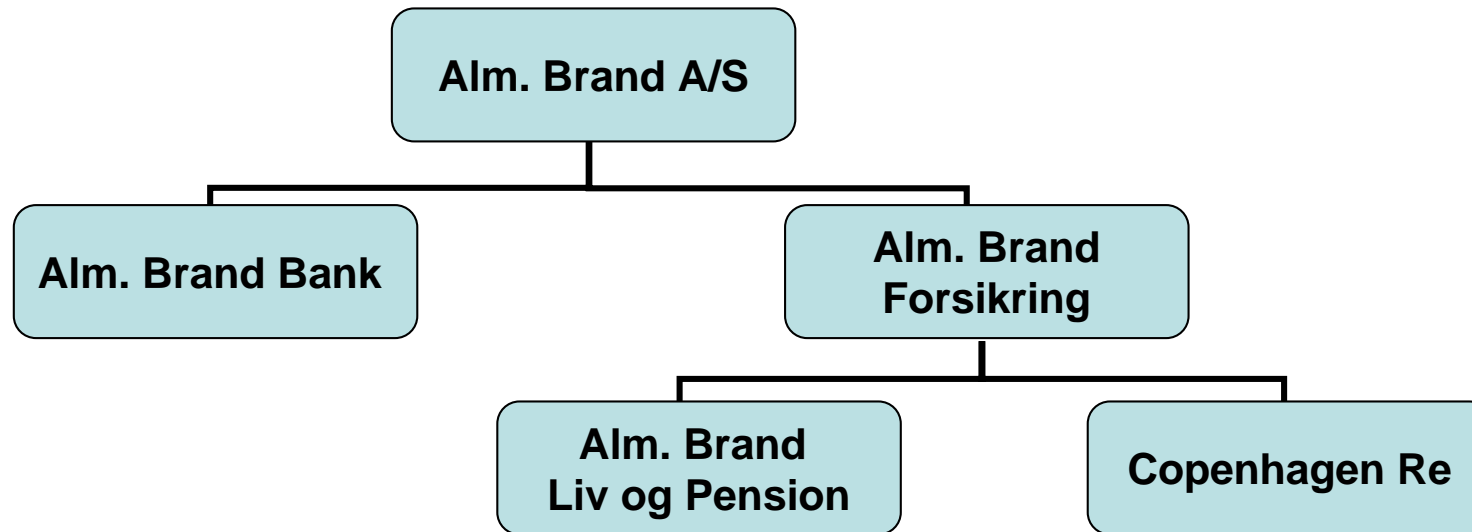 Alm. Brand A/S
Alm. Brand Bank
Alm. Brand
Forsikring
Alm. Brand
Liv og Pension
Copenhagen Re